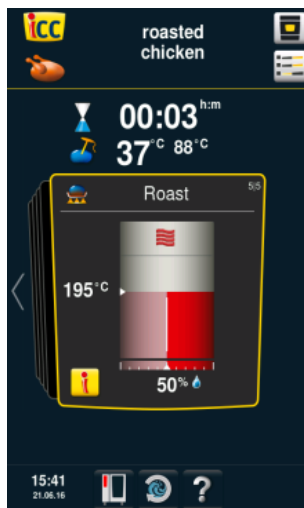 icc
roasted
chicken
00:03 h:m
37°C 88°C
Roast 5|5
195°C
i
50%
15:41
21.06.16
?